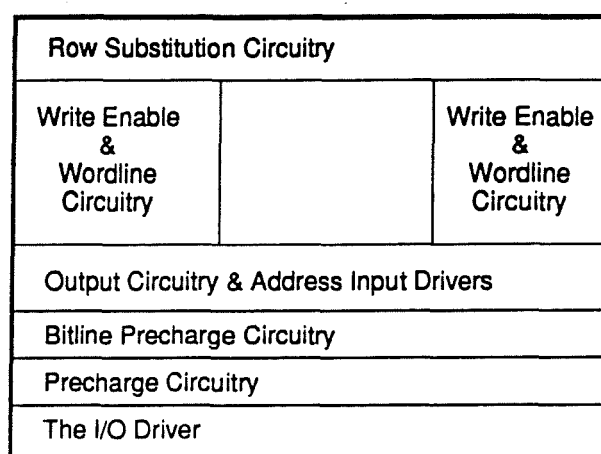 Row Substitution Circuitry
Write Enable
&
Wordline
Circuitry
Write Enable
&
Wordline
Circuitry
Output Circuitry & Address Input Drivers
Bitline Precharge Circuitry
Precharge Circuitry
The I/O Driver